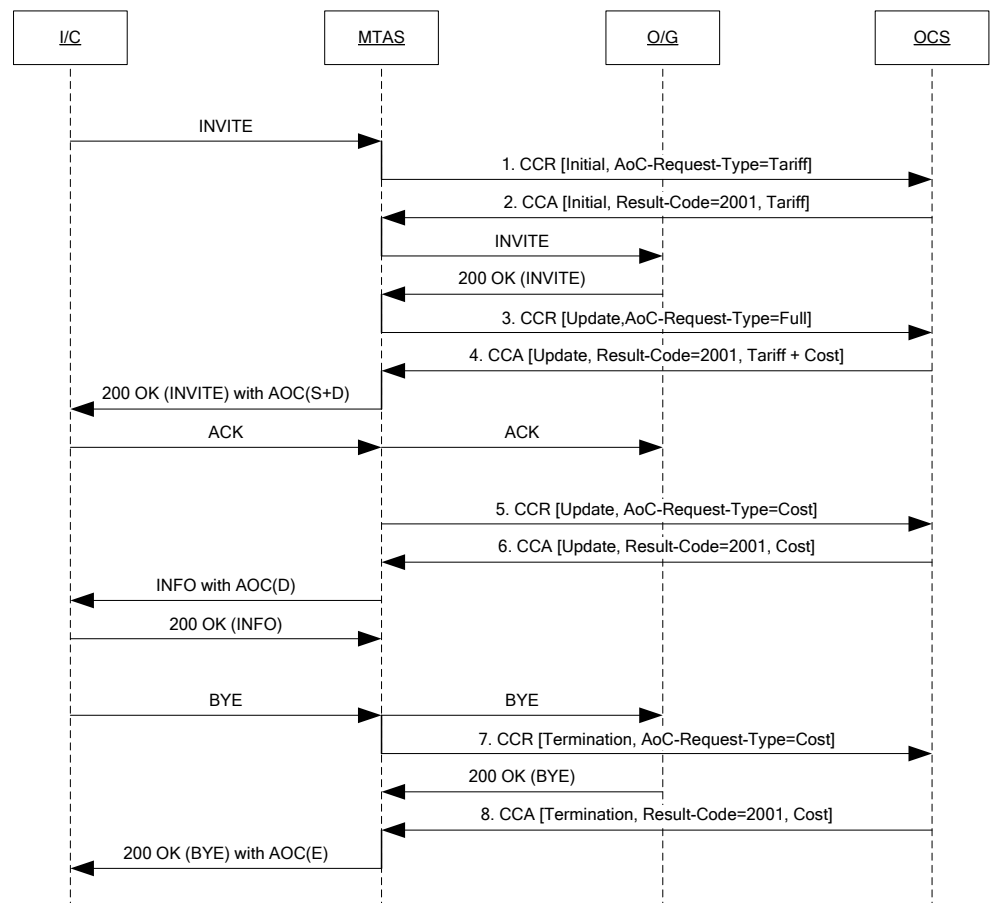 I/C
MTAS
O/G
OCS
INVITE
1. CCR [Initial, AoC-Request-Type=Tariff]
2. CCA [Initial, Result-Code=2001, Tariff]
INVITE
200 OK (INVITE)
3. CCR [Update,AoC-Request-Type=Full]
4. CCA [Update, Result-Code=2001, Tariff + Cost]
200 OK (INVITE) with AOC(S+D)
ACK
ACK
5. CCR [Update, AoC-Request-Type=Cost]
6. CCA [Update, Result-Code=2001, Cost]
INFO with AOC(D)
200 OK (INFO)
BYE
BYE
7. CCR [Termination, AoC-Request-Type=Cost]
200 OK (BYE)
8. CCA [Termination, Result-Code=2001, Cost]
200 OK (BYE) with AOC(E)